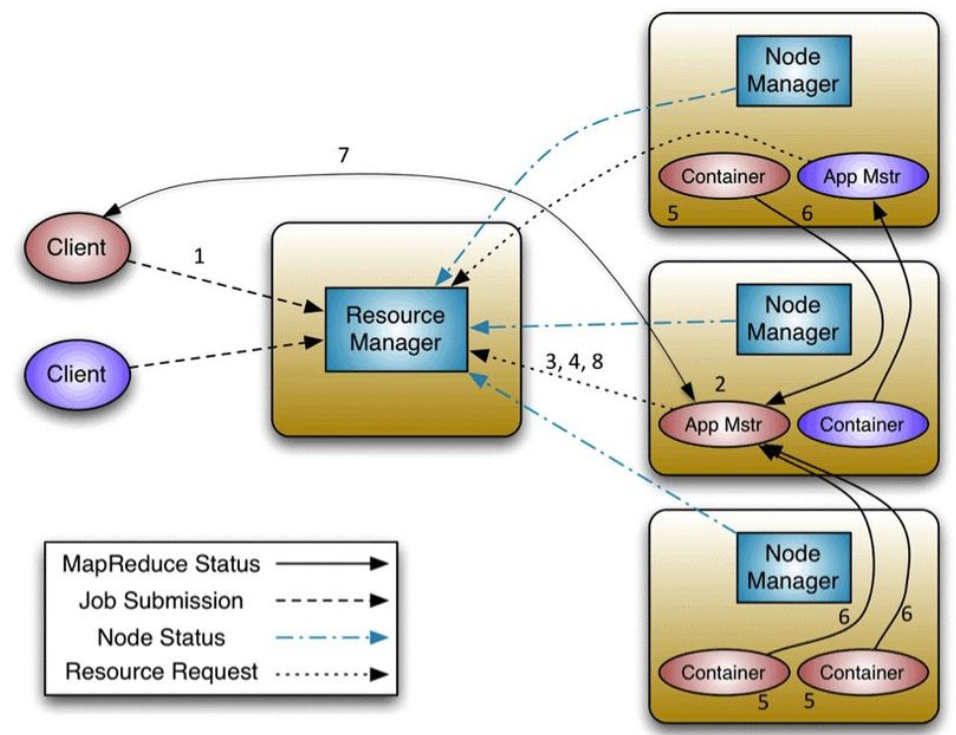 Node
Manager
7
Container
App Mstr
5
6
Client
1
Resource
Manager
Node
Manager
3, 4, 8
2
Client
App Mstr
Container
Node
Manager
MapReduce Status
Job Submission
Node Status
Resource Request
6
6
Container
Container
5
5